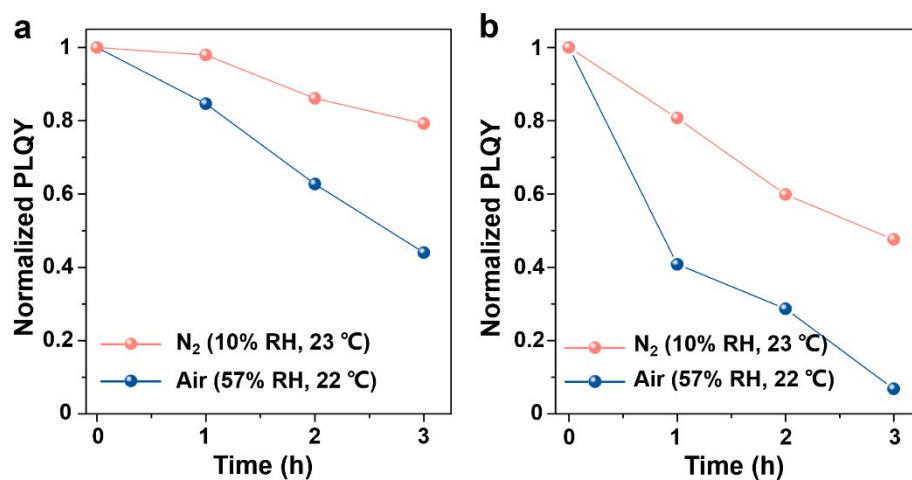 a
Normalized PLQY
1
0.8
0.6
0.4
0.2
0
N₂ (10% RH, 23 ℃)
Air (57% RH, 22 ℃)
0 1 2 3
Time (h)
b
Normalized PLQY
1
0.8
0.6
0.4
0.2
0
N₂ (10% RH, 23 ℃)
Air (57% RH, 22 ℃)
0 1 2 3
Time (h)